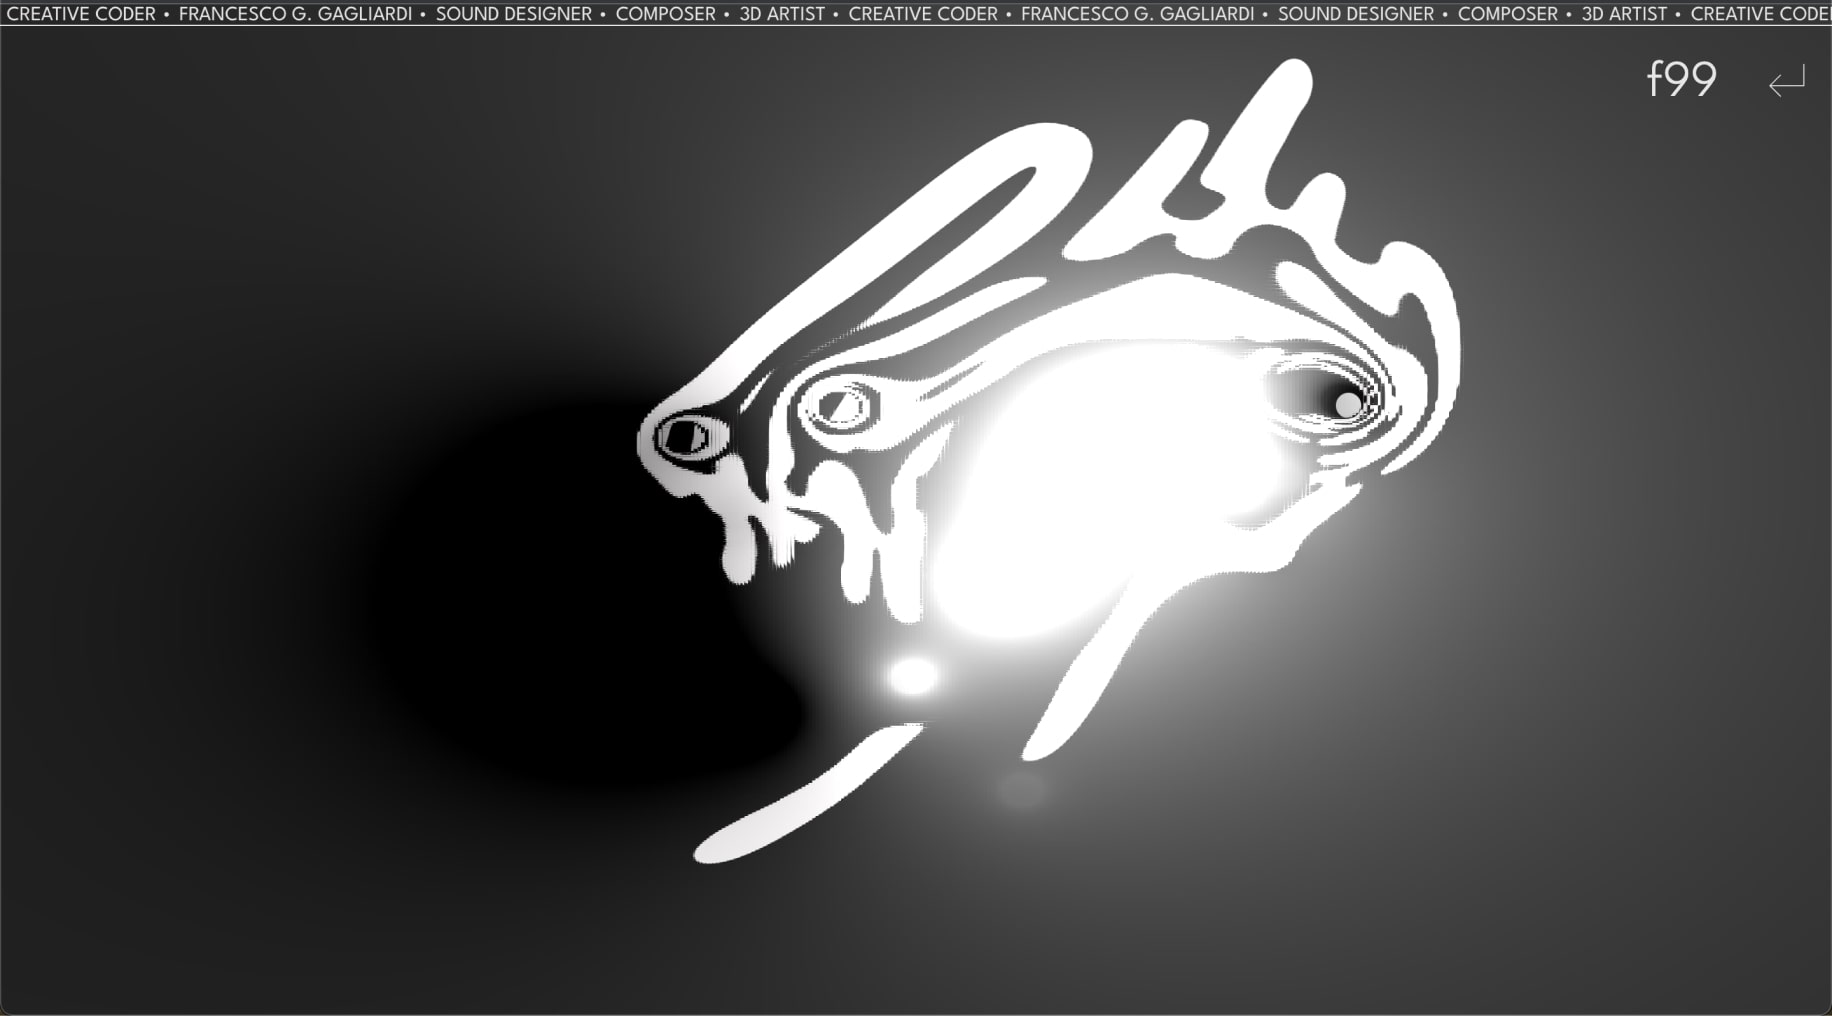 CREATIVE CODER • FRANCESCO G. GAGLIARDI • SOUND DESIGNER • COMPOSER • 3D ARTIST • CREATIVE CODER • FRANCESCO G. GAGLIARDI • SOUND DESIGNER • COMPOSER • 3D ARTIST • CREATIVE CODE
f99